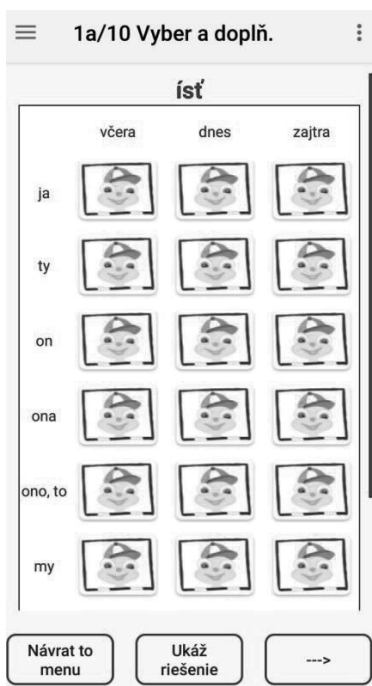 1a/10 Vyber a doplň.
ísť
včera dnes zajtra
ja
ty
on
ona
ono, to
my
Návrat to menu
Ukáž riešenie
--->